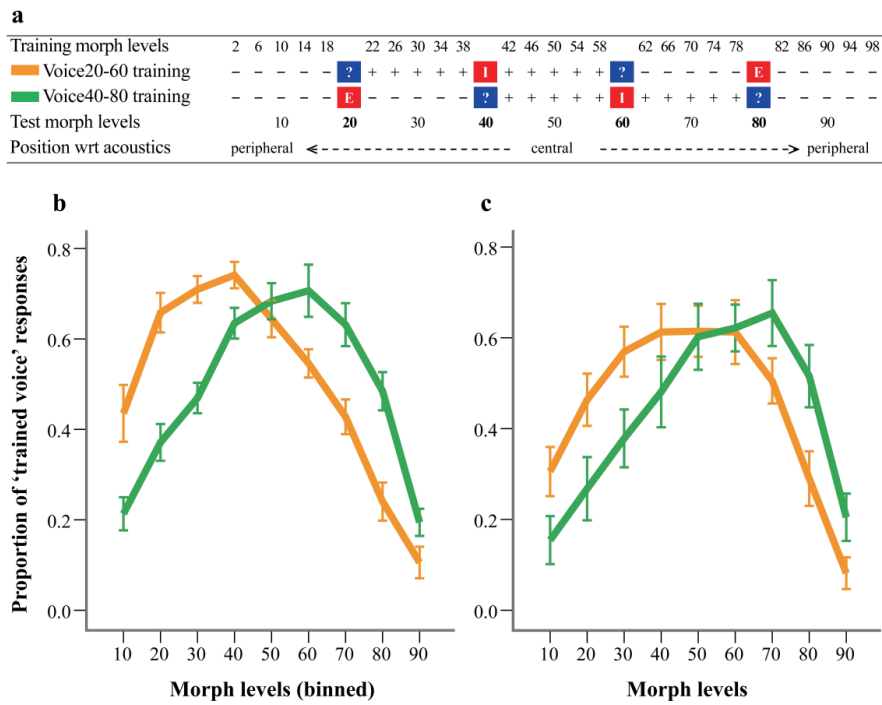 a
Training morph levels 2 6 10 14 18 22 26 30 34 38 42 46 50 54 58 62 66 70 74 78 82 86 90 94 98
Voice20-60 training – – – – – ? + + + + + I + + + + + ? – – – – – E – – – – –
Voice40-80 training – – – – – E – – – – – ? + + + + + I + + + + + ? – – – – –
Test morph levels 10 20 30 40 50 60 70 80 90
Position wrt acoustics peripheral central peripheral
b
c
Proportion of ‘trained voice’ responses
0.8
0.6
0.4
0.2
0.0
10 20 30 40 50 60 70 80 90
Morph levels (binned)
0.8
0.6
0.4
0.2
0.0
10 20 30 40 50 60 70 80 90
Morph levels